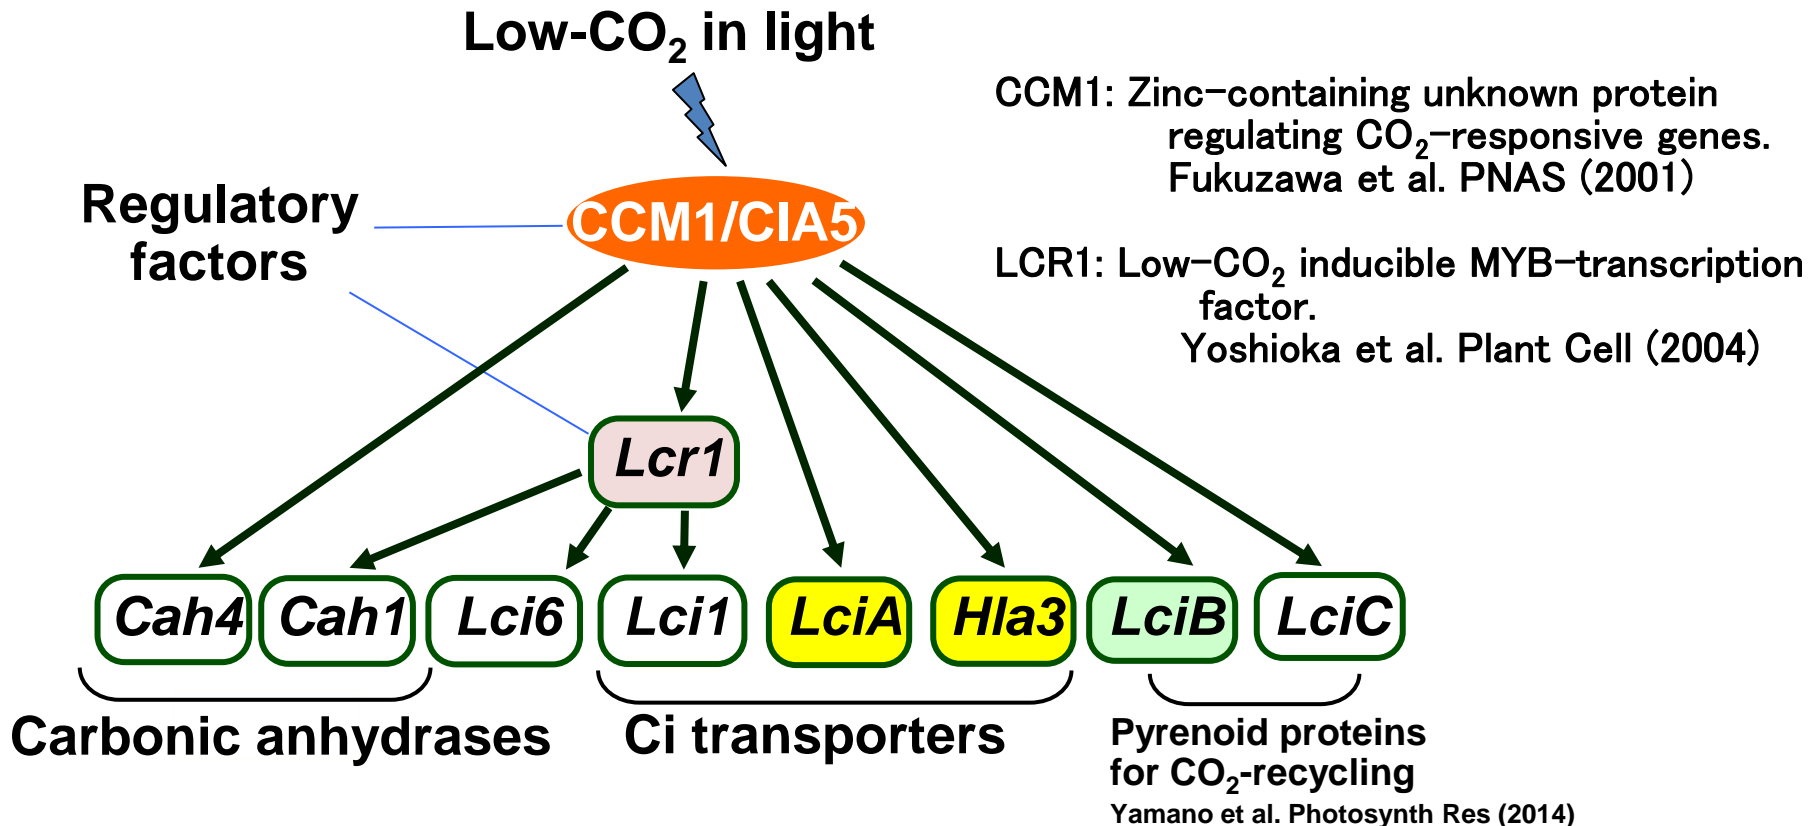 Low-CO₂ in light
CCM1: Zinc-containing unknown protein
regulating CO₂-responsive genes.
Fukuzawa et al. PNAS (2001)
Regulatory
factors
CCM1/CIA5
LCR1: Low-CO₂ inducible MYB-transcription
factor.
Yoshioka et al. Plant Cell (2004)
Lcr1
Cah4 Cah1 Lci6 Lci1 LciA Hla3 LciB LciC
Carbonic anhydrases
Ci transporters
Pyrenoid proteins
for CO₂-recycling
Yamano et al. Photosynth Res (2014)